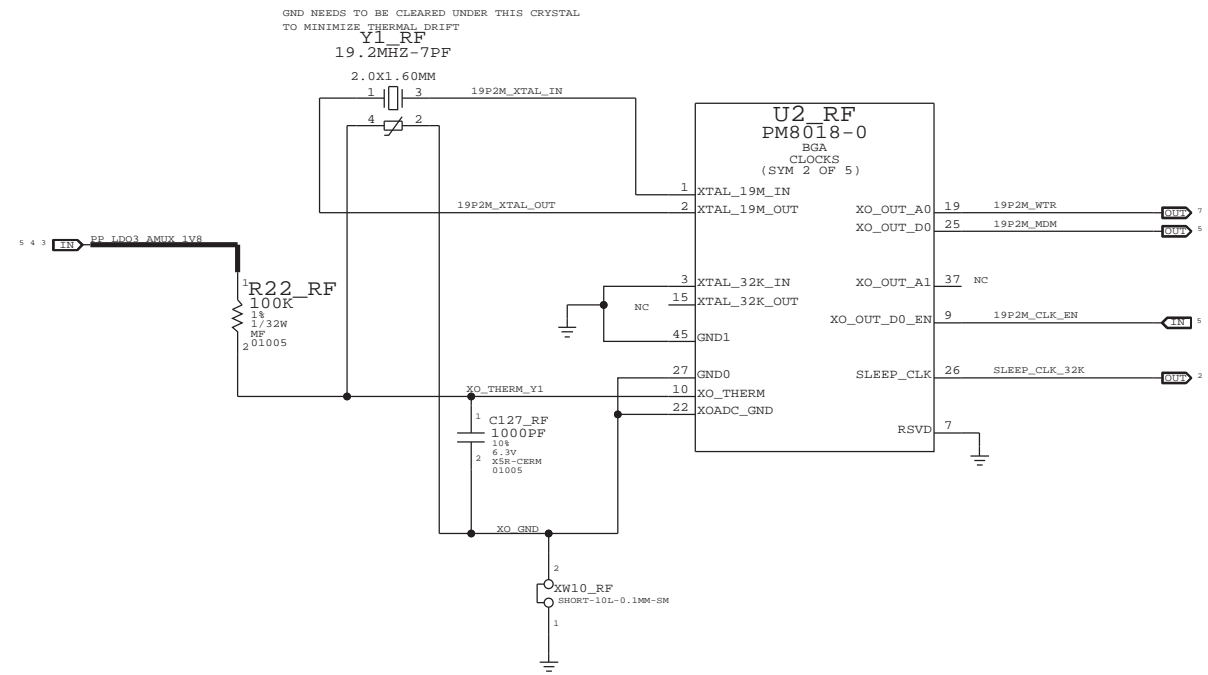 GND NEEDS TO BE CLEARED UNDER THIS CRYSTAL
TO MINIMIZE THERMAL DRIFT
Y1_RF
19.2MHZ-7PF
2.0X1.60MM
1 3 19P2M_XTAL_IN
4 2
U2_RF
PM8018-0
BGA
CLOCKS
(SYM 2 OF 5)
1 XTAL_19M_IN
19P2M_XTAL_OUT 2 XTAL_19M_OUT
XO_OUT_A0 19 19P2M_WTR OUT 7
XO_OUT_D0 25 19P2M_MDM OUT 5
5 4 3 IN PP_LDO3_AMUX_1V8
3 XTAL_32K_IN
XO_OUT_A1 37 NC
NC 15 XTAL_32K_OUT
XO_OUT_D0_EN 9 19P2M_CLK_EN IN 5
45 GND1
1 R22_RF
100K
1%
1/32W
MF
2 01005
27 GND0
SLEEP_CLK 26 SLEEP_CLK_32K OUT 2
XO_THERM_Y1 10 XO_THERM
22 XOADC_GND
RSVD 7
1 C127_RF
1000PF
10%
6.3V
2 X5R-CERM
01005
XO_GND
2
XW10_RF
SHORT-10L-0.1MM-SM
1